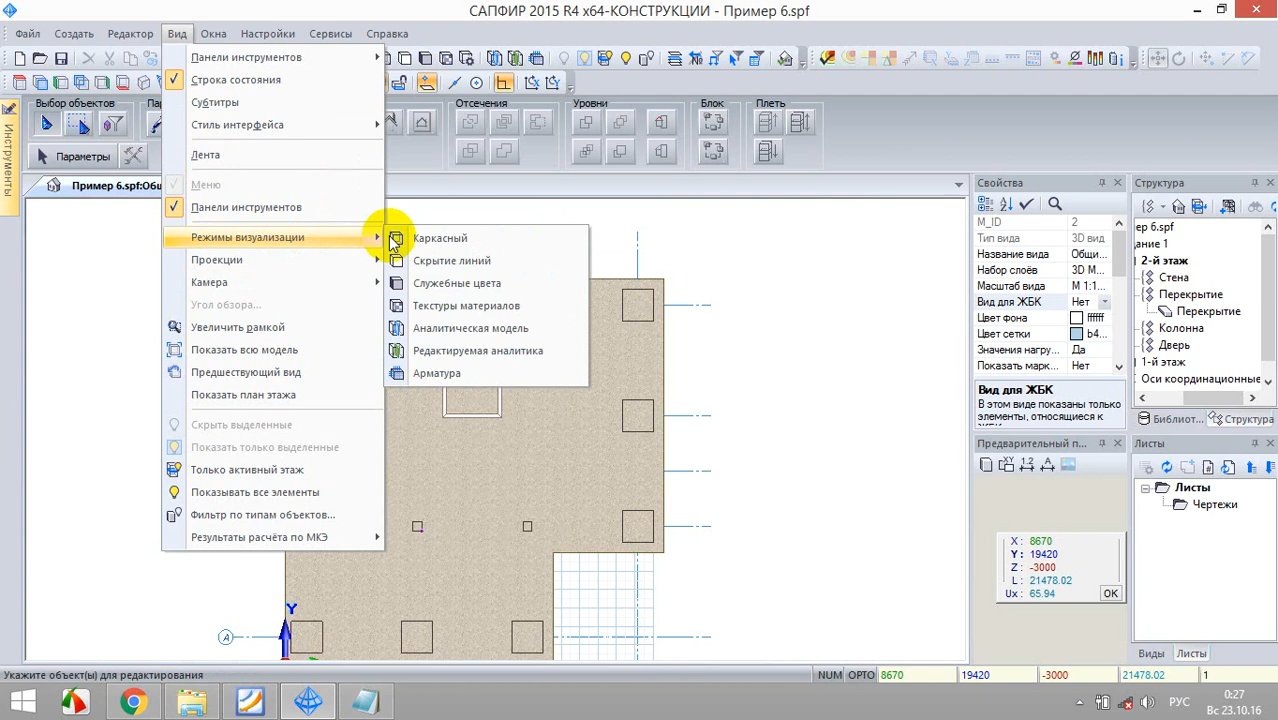 САПФИР 2015 R4 x64-КОНСТРУКЦИИ - Пример 6.spf
Файл Создать Редактор Вид Окна Настройки Сервисы Справка
Выбор объектов
Отсечения Уровни Блок Плеть
Параметры
Инструменты
Пример 6.spf:Общ
Панели инструментов
Строка состояния
Субтитры
Стиль интерфейса
Лента
Меню
Панели инструментов
Режимы визуализации
Проекции
Камера
Угол обзора...
Увеличить рамкой
Показать всю модель
Предшествующий вид
Показать план этажа
Скрыть выделенные
Показать только выделенные
Только активный этаж
Показывать все элементы
Фильтр по типам объектов...
Результаты расчёта по МКЭ
Каркасный
Скрытие линий
Служебные цвета
Текстуры материалов
Аналитическая модель
Редактируемая аналитика
Арматура
Y
А
Свойства
M_ID 2
Тип вида 3D вид
Название вида Общи...
Набор слоёв 3D М...
Масштаб вида М 1:1...
Вид для ЖБК Нет
Цвет фона ffffff
Цвет сетки b4...
Значения нагру... Да
Показать марк... Нет
Вид для ЖБК
В этом виде показаны только
элементы, относящиеся к
Предварительный п...
X : 8670
Y : 19420
Z : -3000
L : 21478.02
Ux : 65.94
OK
Структура
дание 1
2-й этаж
Стена
Перекрытие
Перекрытие
Колонна
Дверь
1-й этаж
Оси координационные
Библиот... Структура
Листы
Листы
Чертежи
Виды Листы
Укажите объект(ы) для редактирования
NUM ОРТО 8670 19420 -3000 21478.02 1
РУС
0:27
Вс 23.10.16